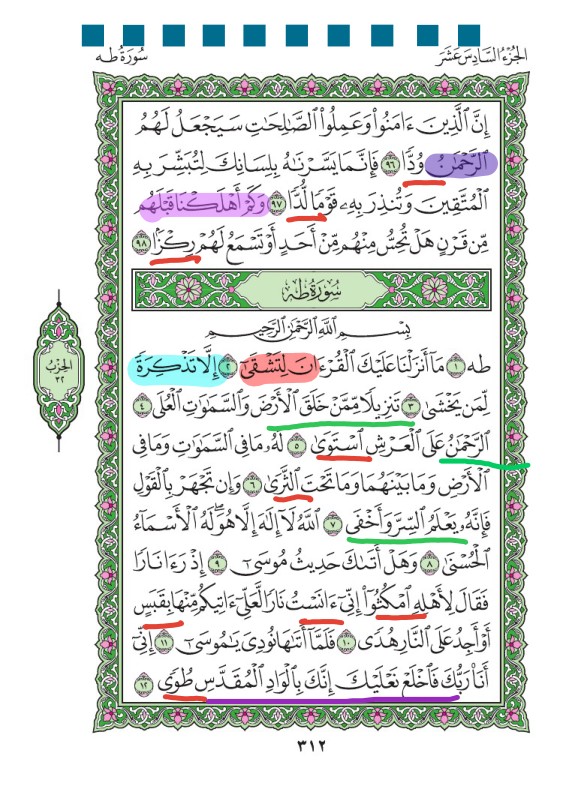 الجزء السادس عشر
سورة طه
إِنَّ ٱلَّذِينَ ءَامَنُوا۟ وَعَمِلُوا۟ ٱلصَّـٰلِحَـٰتِ سَيَجْعَلُ لَهُمُ
ٱلرَّحْمَـٰنُ وُدًّا ٩٦ فَإِنَّمَا يَسَّرْنَـٰهُ بِلِسَانِكَ لِتُبَشِّرَ بِهِ
ٱلْمُتَّقِينَ وَتُنذِرَ بِهِۦ قَوْمًا لُّدًّا ٩٧ وَكَمْ أَهْلَكْنَا قَبْلَهُم
مِّن قَرْنٍ هَلْ تُحِسُّ مِنْهُم مِّنْ أَحَدٍ أَوْ تَسْمَعُ لَهُمْ رِكْزًۢا ٩٨
سُورَةُ طه
بِسْمِ ٱللَّهِ ٱلرَّحْمَـٰنِ ٱلرَّحِيمِ
طه ١ مَآ أَنزَلْنَا عَلَيْكَ ٱلْقُرْءَانَ لِتَشْقَىٰٓ ٢ إِلَّا تَذْكِرَةً
لِّمَن يَخْشَىٰ ٣ تَنزِيلًا مِّمَّنْ خَلَقَ ٱلْأَرْضَ وَٱلسَّمَـٰوَٰتِ ٱلْعُلَى ٤
ٱلرَّحْمَـٰنُ عَلَى ٱلْعَرْشِ ٱسْتَوَىٰ ٥ لَهُۥ مَا فِى ٱلسَّمَـٰوَٰتِ وَمَا فِى
ٱلْأَرْضِ وَمَا بَيْنَهُمَا وَمَا تَحْتَ ٱلثَّرَىٰ ٦ وَإِن تَجْهَرْ بِٱلْقَوْلِ
فَإِنَّهُۥ يَعْلَمُ ٱلسِّرَّ وَأَخْفَى ٧ ٱللَّهُ لَآ إِلَـٰهَ إِلَّا هُوَ لَهُ ٱلْأَسْمَآءُ
ٱلْحُسْنَىٰ ٨ وَهَلْ أَتَىٰكَ حَدِيثُ مُوسَىٰٓ ٩ إِذْ رَءَا نَارًا
فَقَالَ لِأَهْلِهِ ٱمْكُثُوٓا۟ إِنِّىٓ ءَانَسْتُ نَارًا لَّعَلِّىٓ ءَاتِيكُم مِّنْهَا بِقَبَسٍ
أَوْ أَجِدُ عَلَى ٱلنَّارِ هُدًى ١٠ فَلَمَّآ أَتَىٰهَا نُودِىَ يَـٰمُوسَىٰٓ ١١ إِنِّىٓ
أَنَا۠ رَبُّكَ فَٱخْلَعْ نَعْلَيْكَ إِنَّكَ بِٱلْوَادِ ٱلْمُقَدَّسِ طُوًى ١٢
الحزب
٣٢
٣١٢